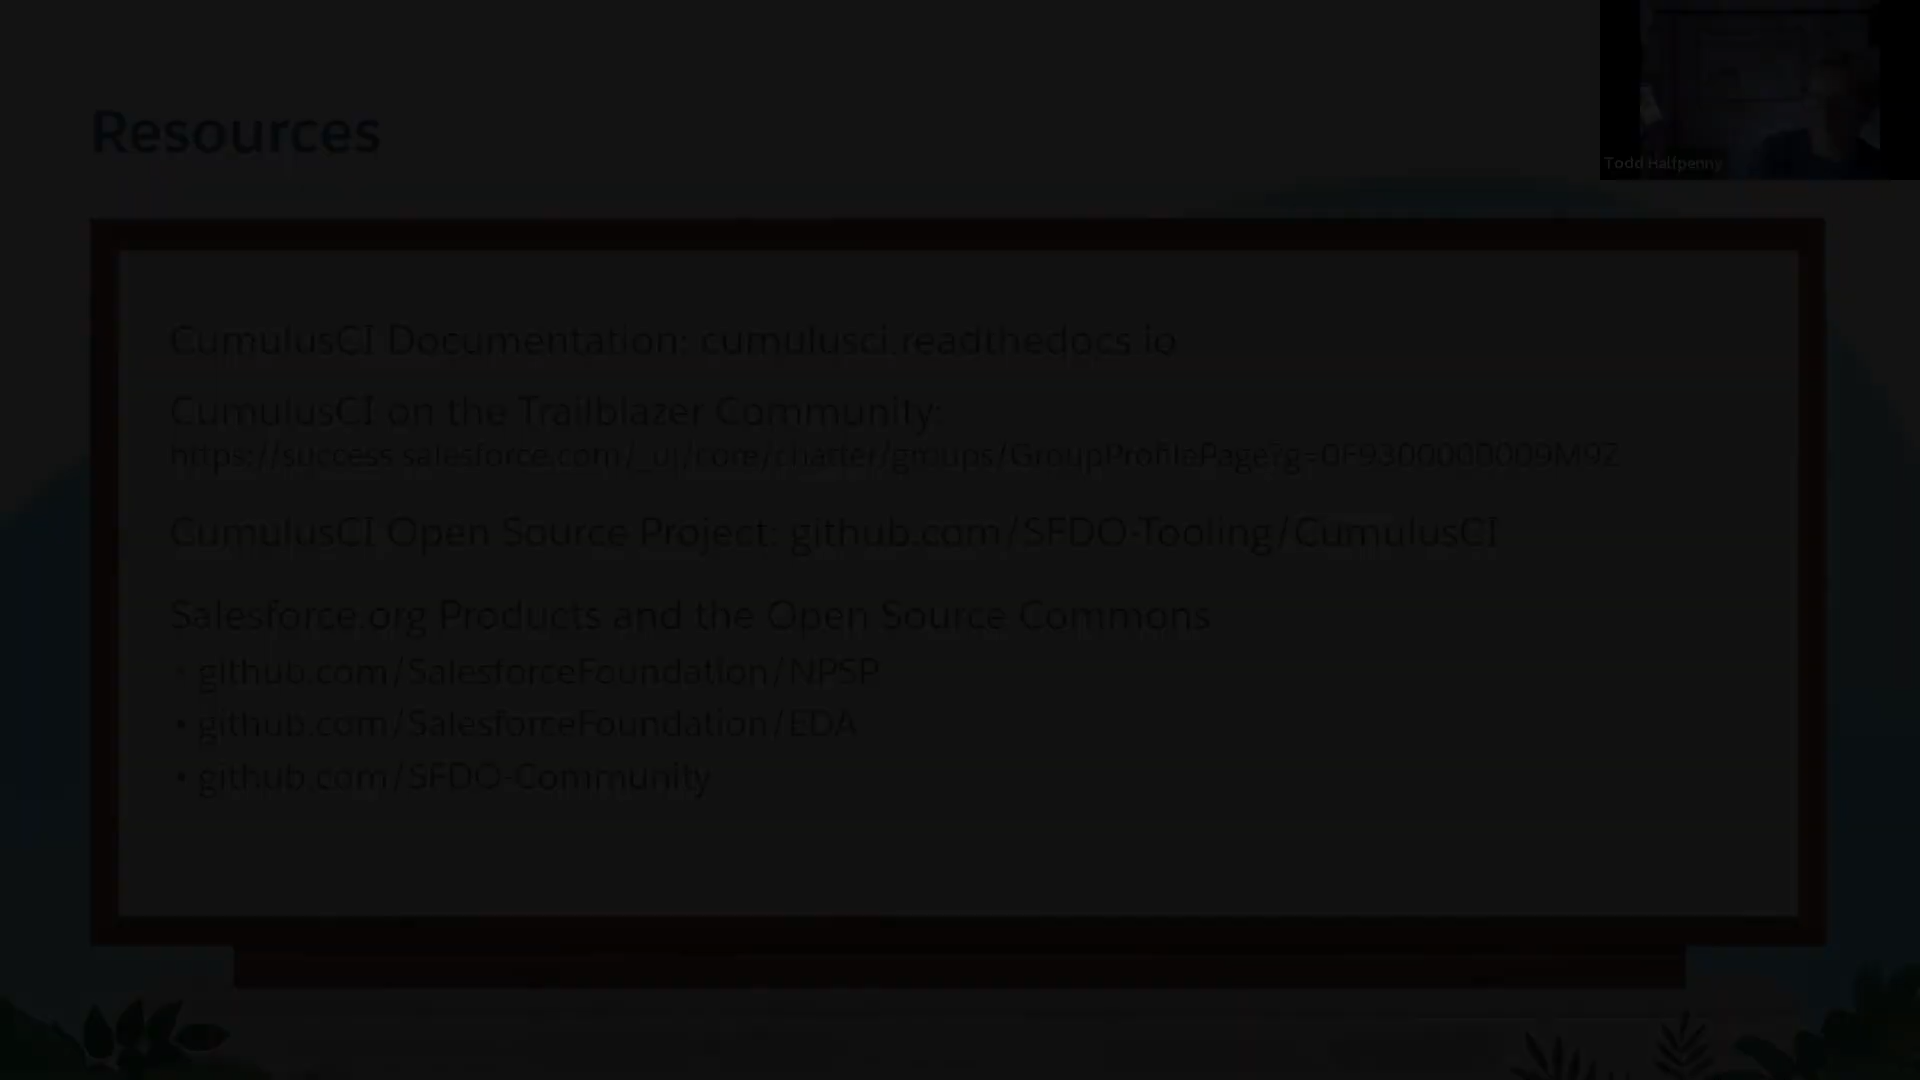 Todd Halfpenny
Resources
CumulusCI Documentation: cumulusci.readthedocs.io
CumulusCI on the Trailblazer Community:
https://success.salesforce.com/_ui/core/chatter/groups/GroupProfilePage?g=0F9300000009M9Z
CumulusCI Open Source Project: github.com/SFDO-Tooling/CumulusCI
Salesforce.org Products and the Open Source Commons
• github.com/SalesforceFoundation/NPSP
• github.com/SalesforceFoundation/EDA
• github.com/SFDO-Community